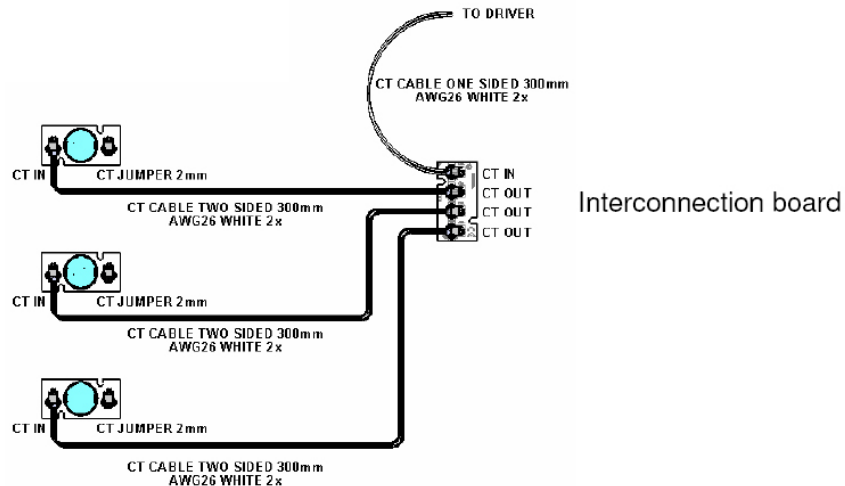 TO DRIVER
CT CABLE ONE SIDED 300mm
AWG26 WHITE 2x
CT IN
CT OUT
CT OUT
CT OUT
Interconnection board
CT IN
CT JUMPER 2mm
CT CABLE TWO SIDED 300mm
AWG26 WHITE 2x
CT IN
CT JUMPER 2mm
CT CABLE TWO SIDED 300mm
AWG26 WHITE 2x
CT IN
CT JUMPER 2mm
CT CABLE TWO SIDED 300mm
AWG26 WHITE 2x